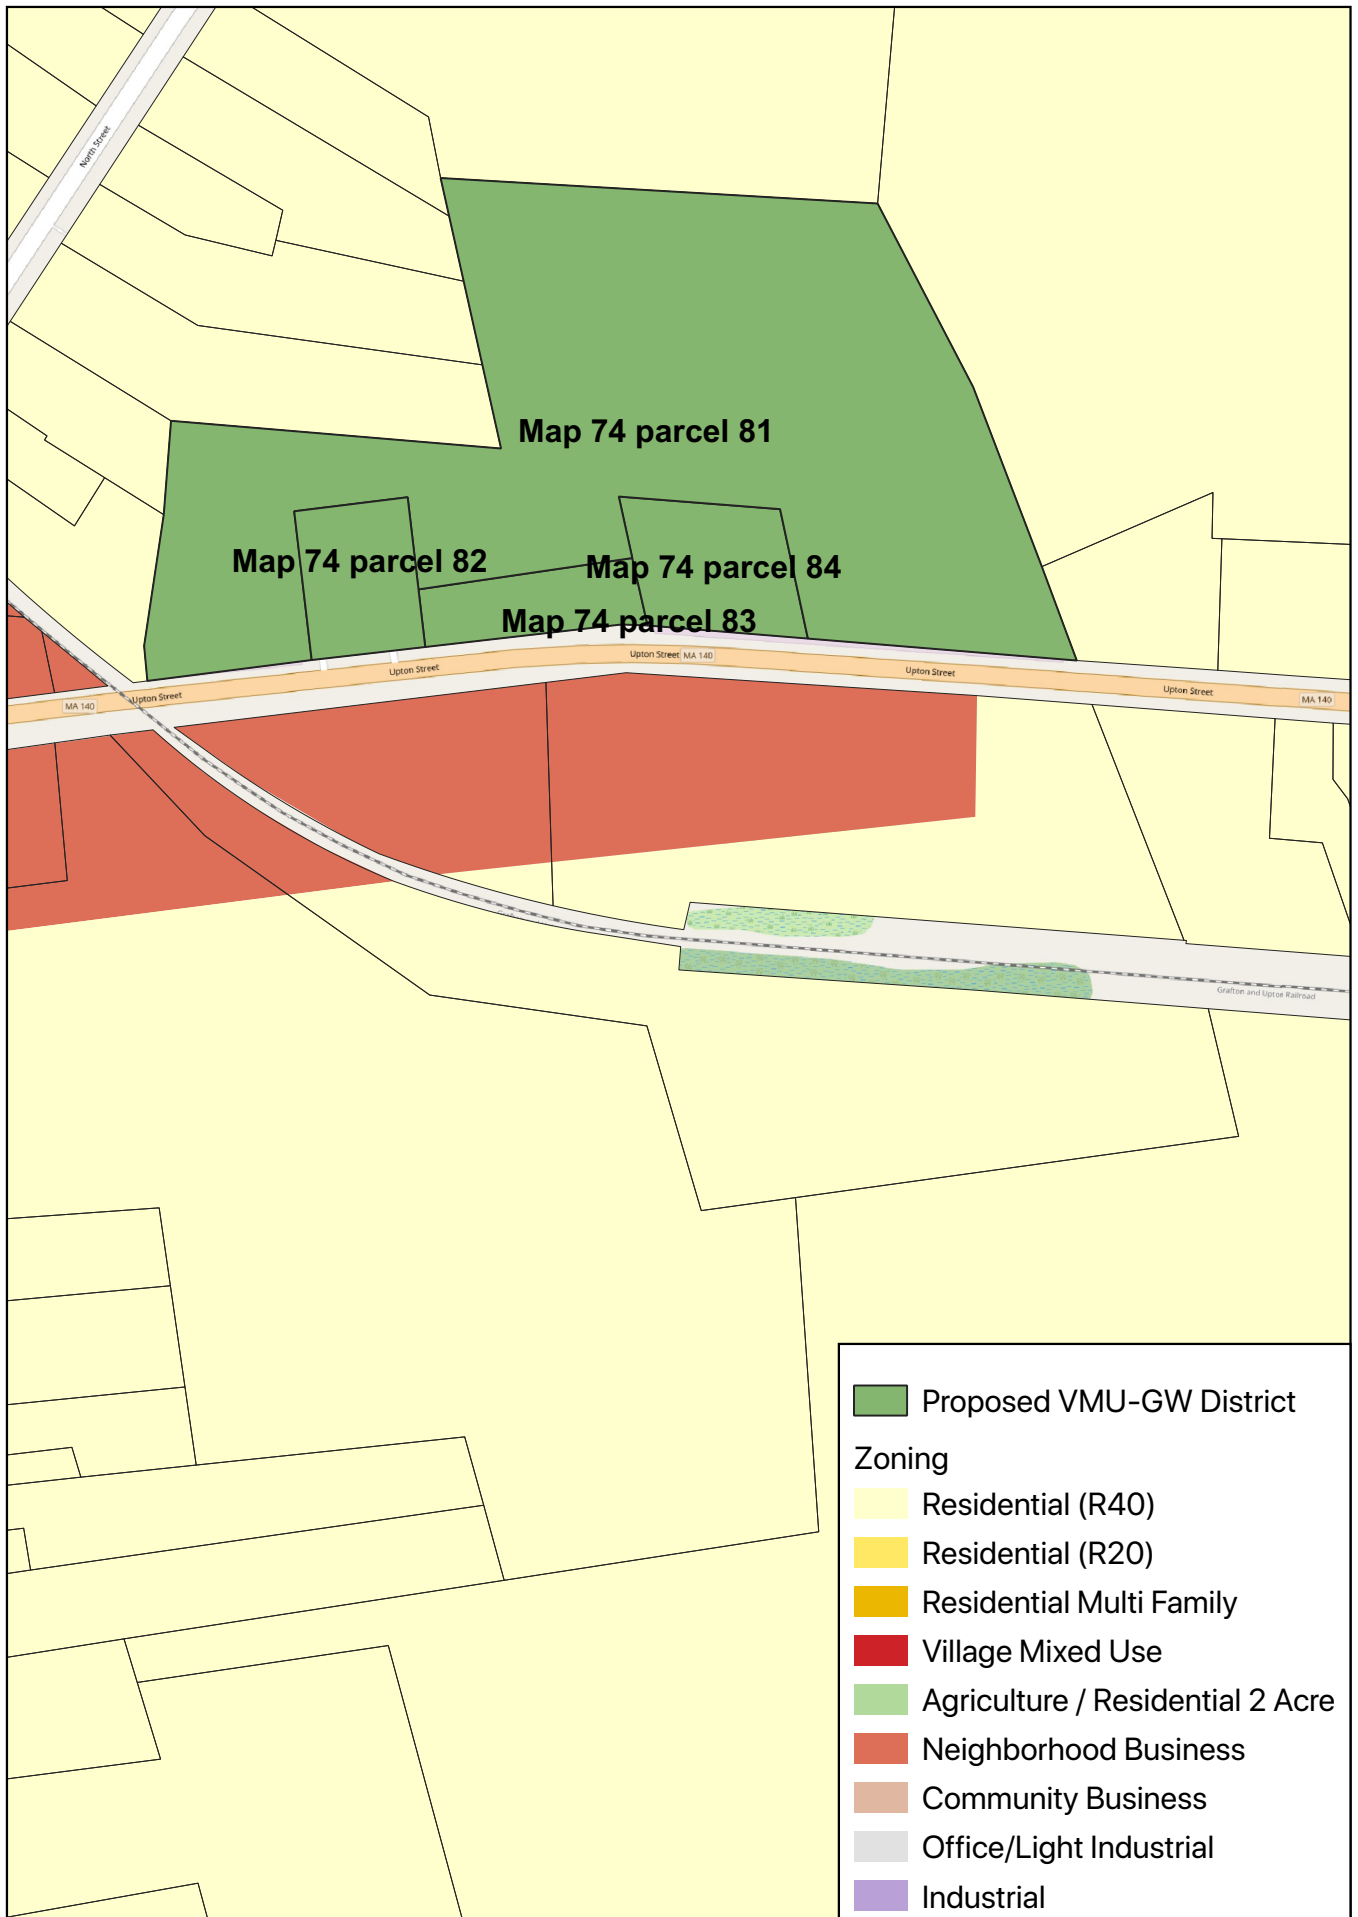 North Street
Map 74 parcel 81
Map 74 parcel 82
Map 74 parcel 84
Map 74 parcel 83
Upton Street
MA 140
Upton Street
Upton Street
Upton Street
Upton Street
MA 140
MA 140
Grafton and Upton Railroad
Proposed VMU-GW District
Zoning
Residential (R40)
Residential (R20)
Residential Multi Family
Village Mixed Use
Agriculture / Residential 2 Acre
Neighborhood Business
Community Business
Office/Light Industrial
Industrial